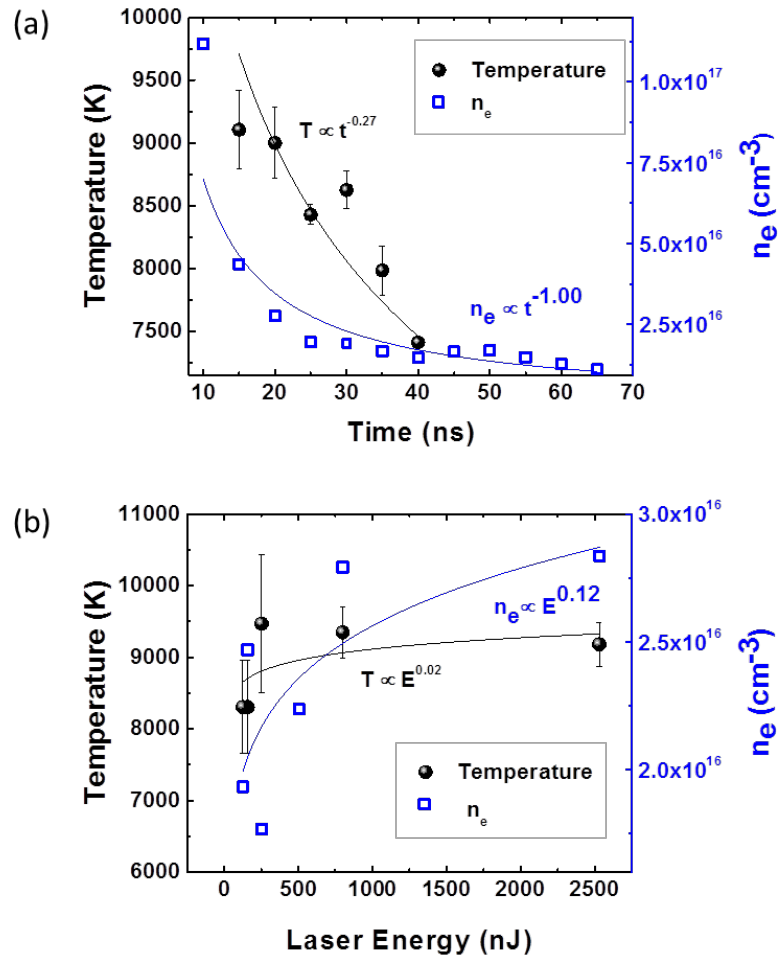 (a)
10000
9500
9000
8500
8000
7500
Temperature (K)
Temperature
n_e
T ∝ t^-0.27
n_e ∝ t^-1.00
1.0x10^17
7.5x10^16
5.0x10^16
2.5x10^16
n_e (cm^-3)
10 20 30 40 50 60 70
Time (ns)
(b)
11000
10000
9000
8000
7000
6000
Temperature (K)
n_e ∝ E^0.12
T ∝ E^0.02
Temperature
n_e
3.0x10^16
2.5x10^16
2.0x10^16
n_e (cm^-3)
0 500 1000 1500 2000 2500
Laser Energy (nJ)